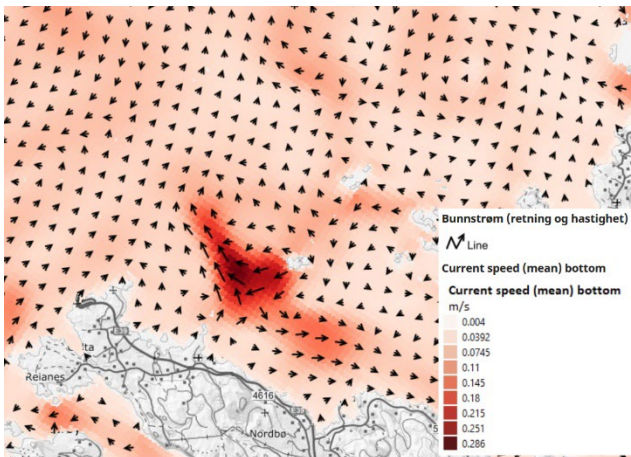 Bunnstrøm (retning og hastighet)
Line
Current speed (mean) bottom
Current speed (mean) bottom
m/s
0.004
0.0392
0.0745
0.11
0.145
0.18
0.215
0.251
0.286
ta
Reianes
4616
Nordbø